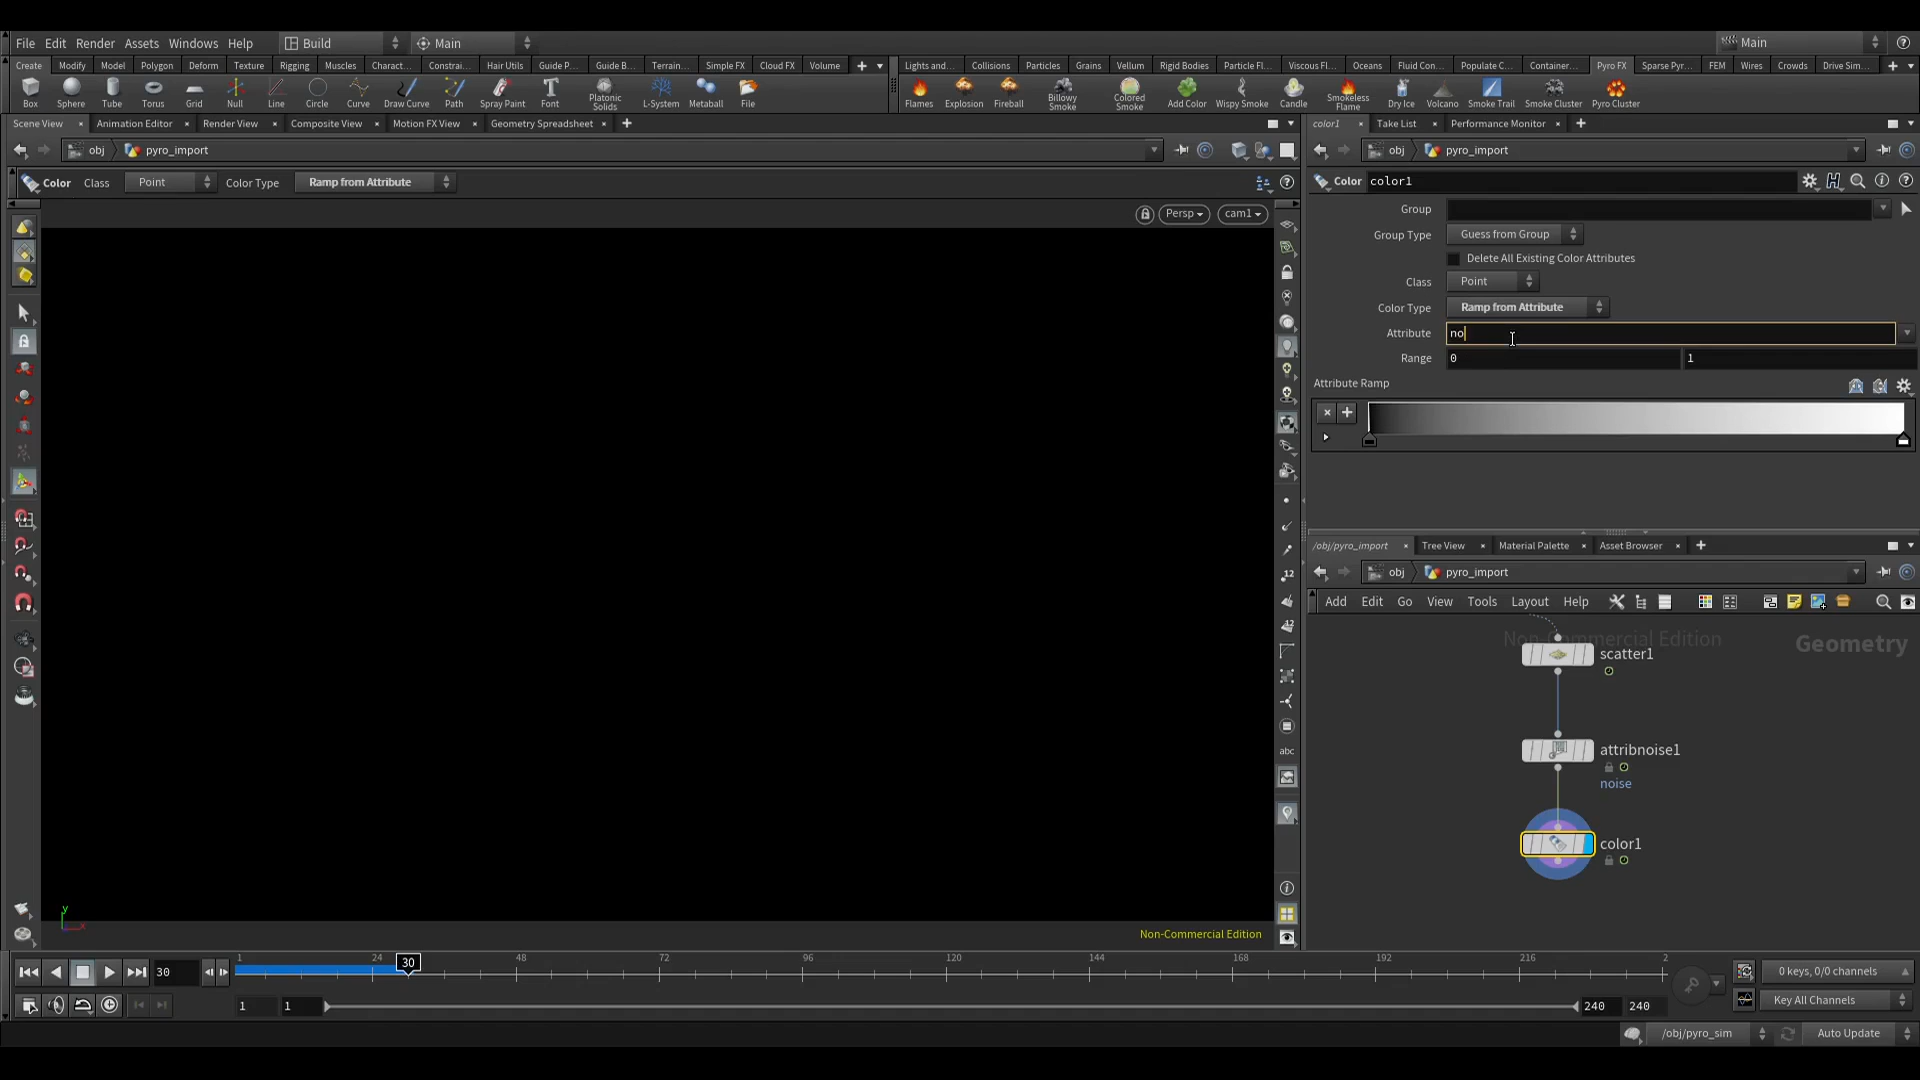 File Edit Render Assets Windows Help Build Main Main
Create Modify Model Polygon Deform Texture Rigging Muscles Charact... Constrai... Hair Utils Guide P... Guide B... Terrain... Simple FX Cloud FX Volume Lights and... Collisions Particles Grains Vellum Rigid Bodies Particle Fl... Viscous Fl... Oceans Fluid Con... Populate C... Container... Pyro FX Sparse Pyr... FEM Wires Crowds Drive Sim...
Box Sphere Tube Torus Grid Null Line Circle Curve Draw Curve Path Spray Paint Font Platonic Solids L-System Metaball File Flames Explosion Fireball Billowy Smoke Colored Smoke Add Color Wispy Smoke Candle Smokeless Flame Dry Ice Volcano Smoke Trail Smoke Cluster Pyro Cluster
Scene View Animation Editor Render View Composite View Motion FX View Geometry Spreadsheet color1 Take List Performance Monitor
obj pyro_import obj pyro_import
Color Class Point Color Type Ramp from Attribute
Color color1
Group
Persp cam1
Group Type Guess from Group
Delete All Existing Color Attributes
Class Point
Color Type Ramp from Attribute
Attribute no
Range 0 1
Attribute Ramp
/obj/pyro_import Tree View Material Palette Asset Browser
obj pyro_import
Add Edit Go View Tools Layout Help
Non-Commercial Edition Geometry
scatter1
attribnoise1
noise
color1
12
12
abc
y
x
Non-Commercial Edition
30 1 24 30 48 72 96 120 144 168 192 216 2
0 keys, 0/0 channels
1 1 240 240 Key All Channels
/obj/pyro_sim Auto Update